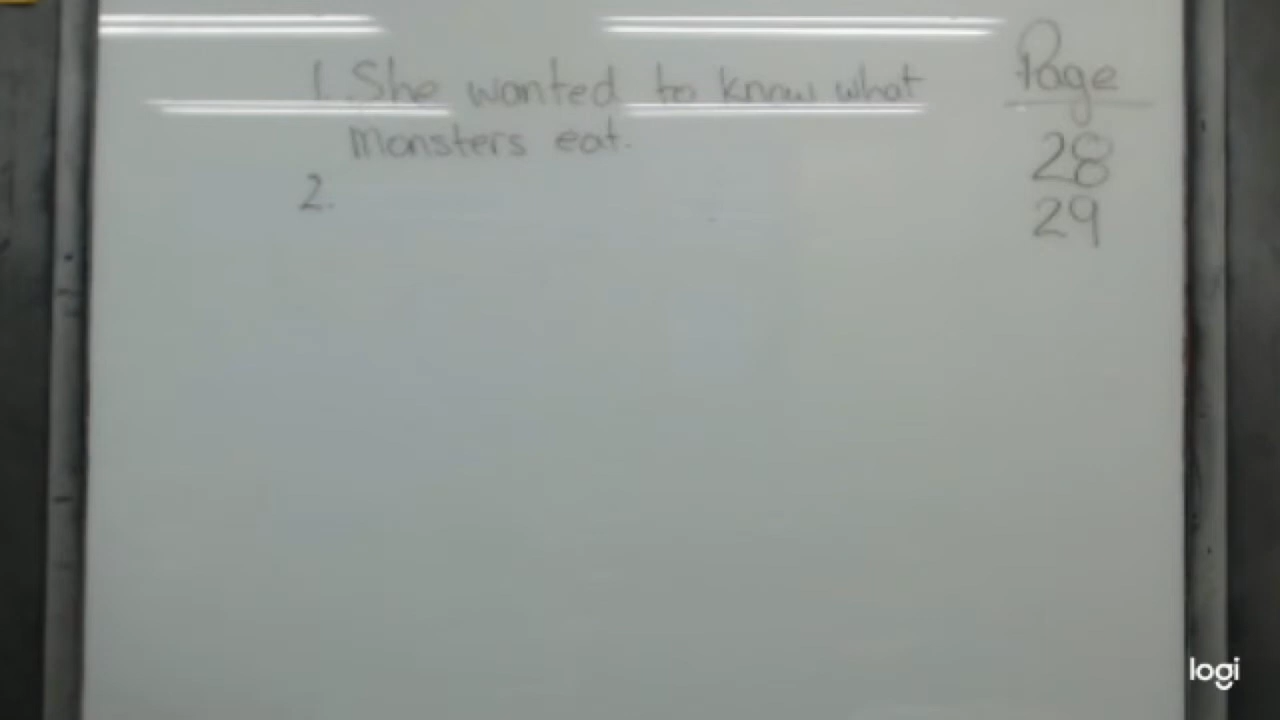 1. She wanted to know what
monsters eat.
2.
Page
28
29
logi